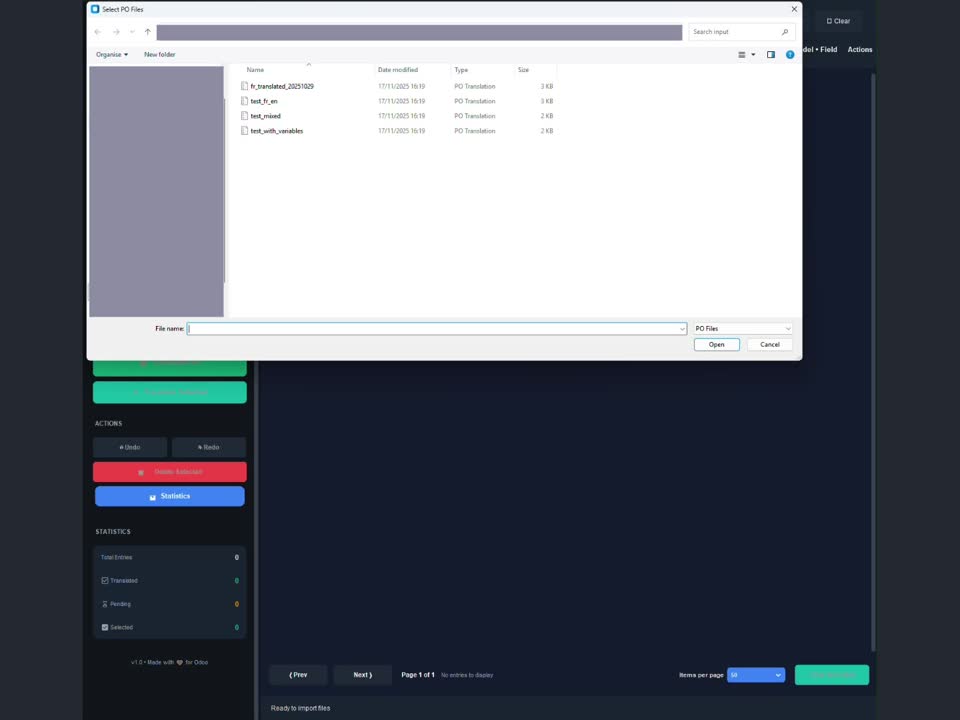 Select PO Files
Clear
Search input
Organise
New folder
del • Field
Actions
Name
Date modified
Type
Size
fr_translated_20251029
17/11/2025 16:19
PO Translation
3 KB
test_fr_en
17/11/2025 16:19
PO Translation
3 KB
test_mixed
17/11/2025 16:19
PO Translation
2 KB
test_with_variables
17/11/2025 16:19
PO Translation
2 KB
File name:
PO Files
Open
Cancel
ACTIONS
Undo
Redo
Delete Selected
Statistics
STATISTICS
Total Entries
0
Translated
0
Pending
0
Selected
0
v1.0 • Made with 🤎 for Odoo
⟨ Prev
Next ⟩
Page 1 of 1
No entries to display
Items per page
50
Ready to import files